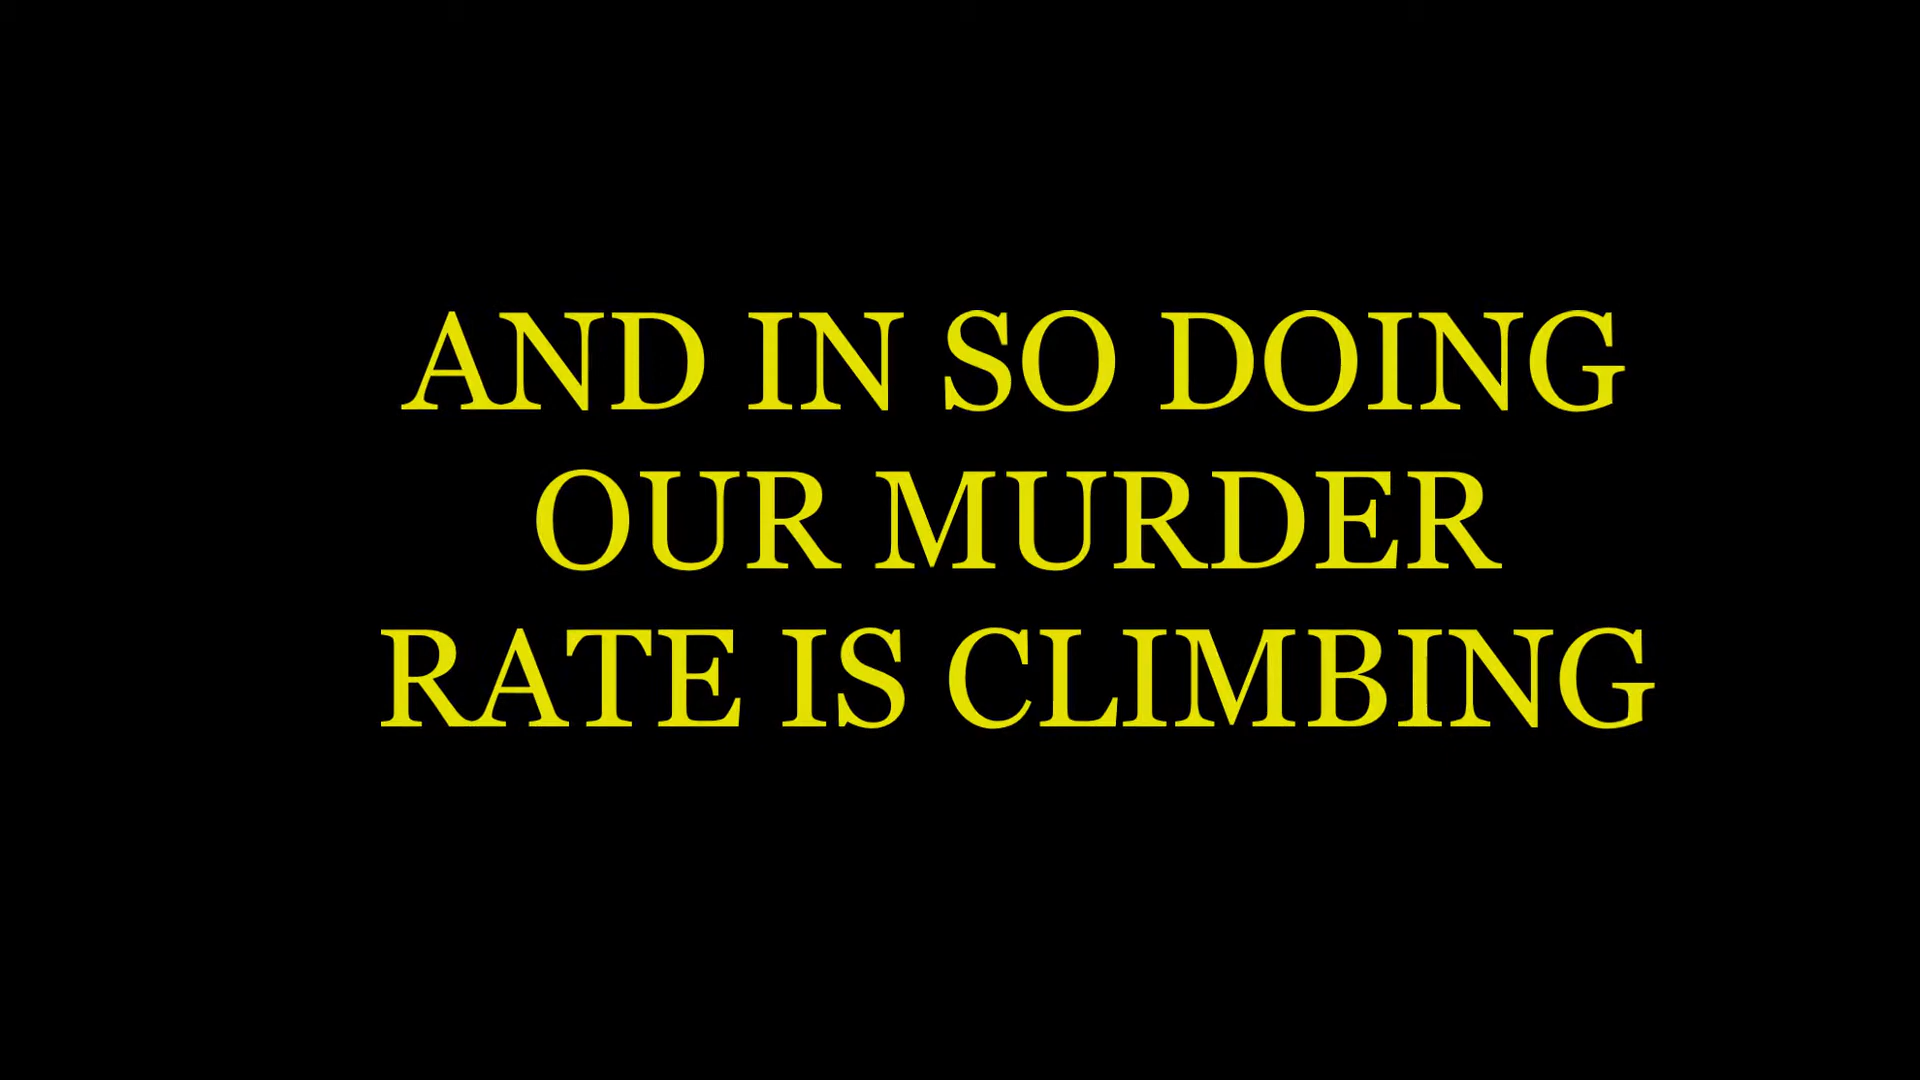 AND IN SO DOING
OUR MURDER
RATE IS CLIMBING